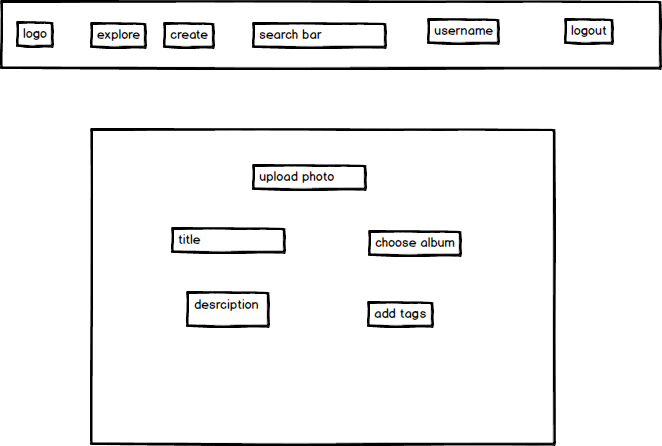 logo
explore
create
search bar
username
logout
upload photo
title
choose album
desrciption
add tags